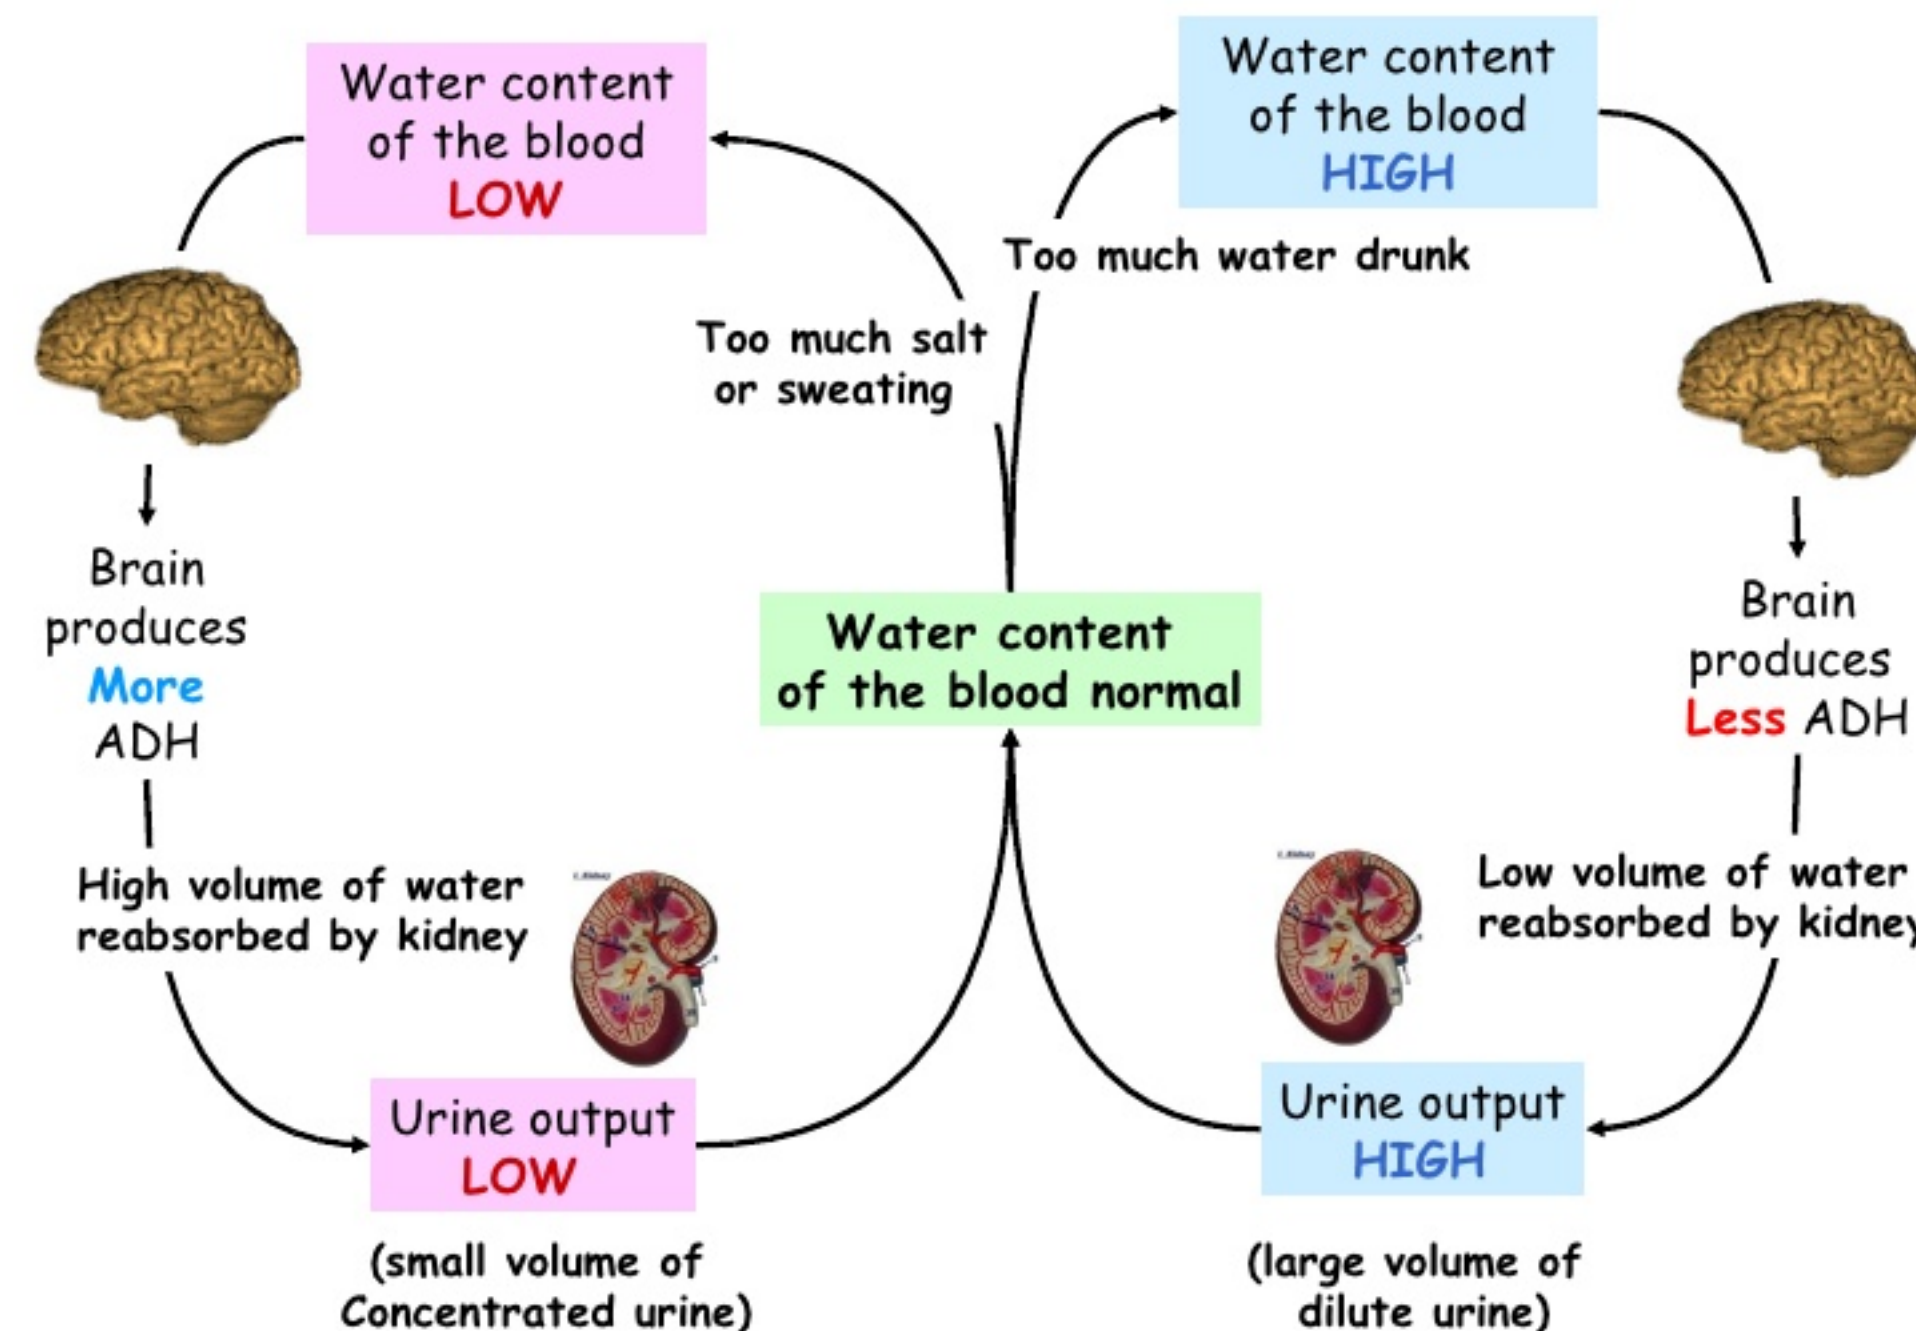 Water content
of the blood
LOW
Water content
of the blood
HIGH
Too much water drunk
Too much salt
or sweating
Brain
produces
More
ADH
Water content
of the blood normal
Brain
produces
Less ADH
High volume of water
reabsorbed by kidney
Low volume of water
reabsorbed by kidney
Urine output
LOW
Urine output
HIGH
(small volume of
Concentrated urine)
(large volume of
dilute urine)